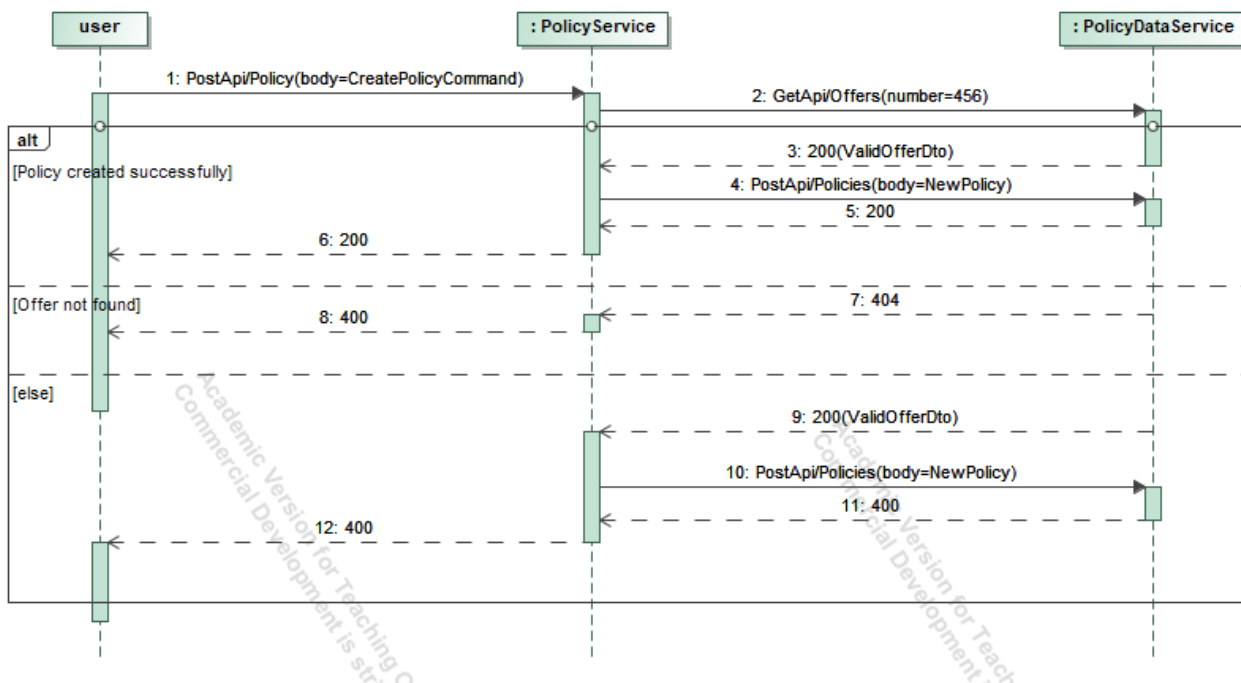 user
: PolicyService
: PolicyDataService
1: PostApi/Policy(body=CreatePolicyCommand)
2: GetApi/Offers(number=456)
alt
[Policy created successfully]
3: 200(ValidOfferDto)
4: PostApi/Policies(body=NewPolicy)
5: 200
6: 200
[Offer not found]
7: 404
8: 400
[else]
9: 200(ValidOfferDto)
10: PostApi/Policies(body=NewPolicy)
11: 400
12: 400
Academic Version for Teaching
Commercial Development is
Academic Version for
Commercial Development